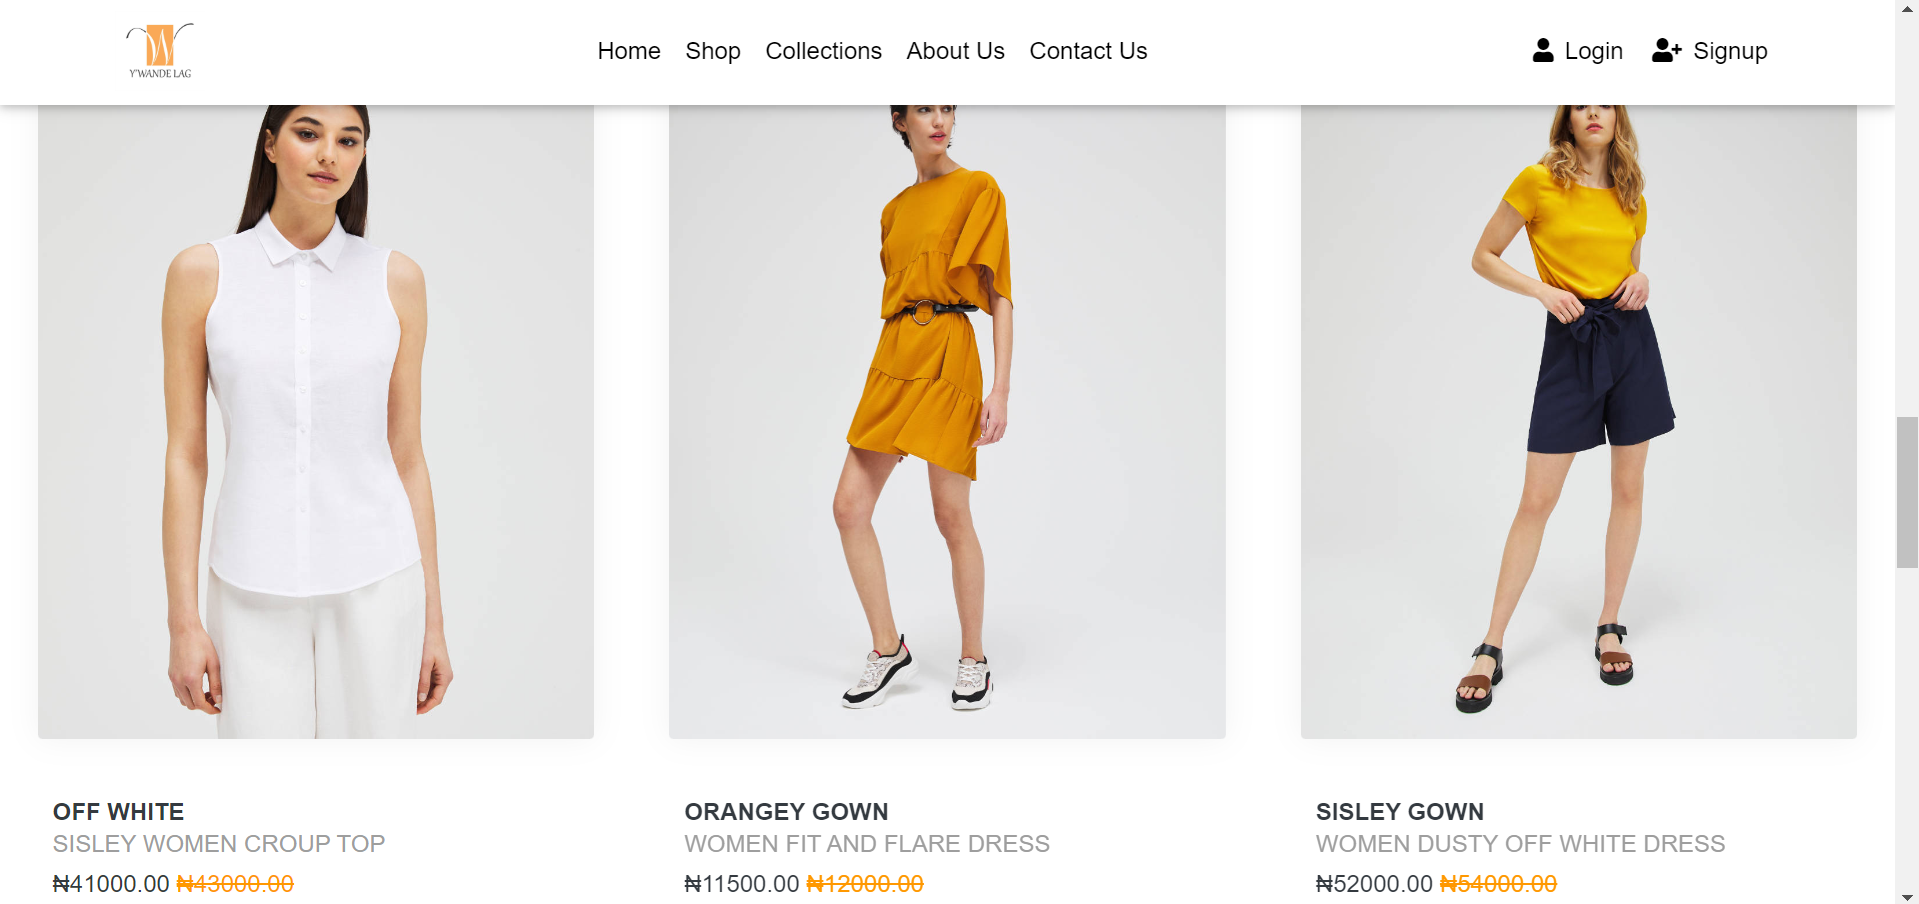 Y'WANDE LAG
Home Shop Collections About Us Contact Us
Login Signup
OFF WHITE
SISLEY WOMEN CROUP TOP
₦41000.00 ₦43000.00
ORANGEY GOWN
WOMEN FIT AND FLARE DRESS
₦11500.00 ₦12000.00
SISLEY GOWN
WOMEN DUSTY OFF WHITE DRESS
₦52000.00 ₦54000.00